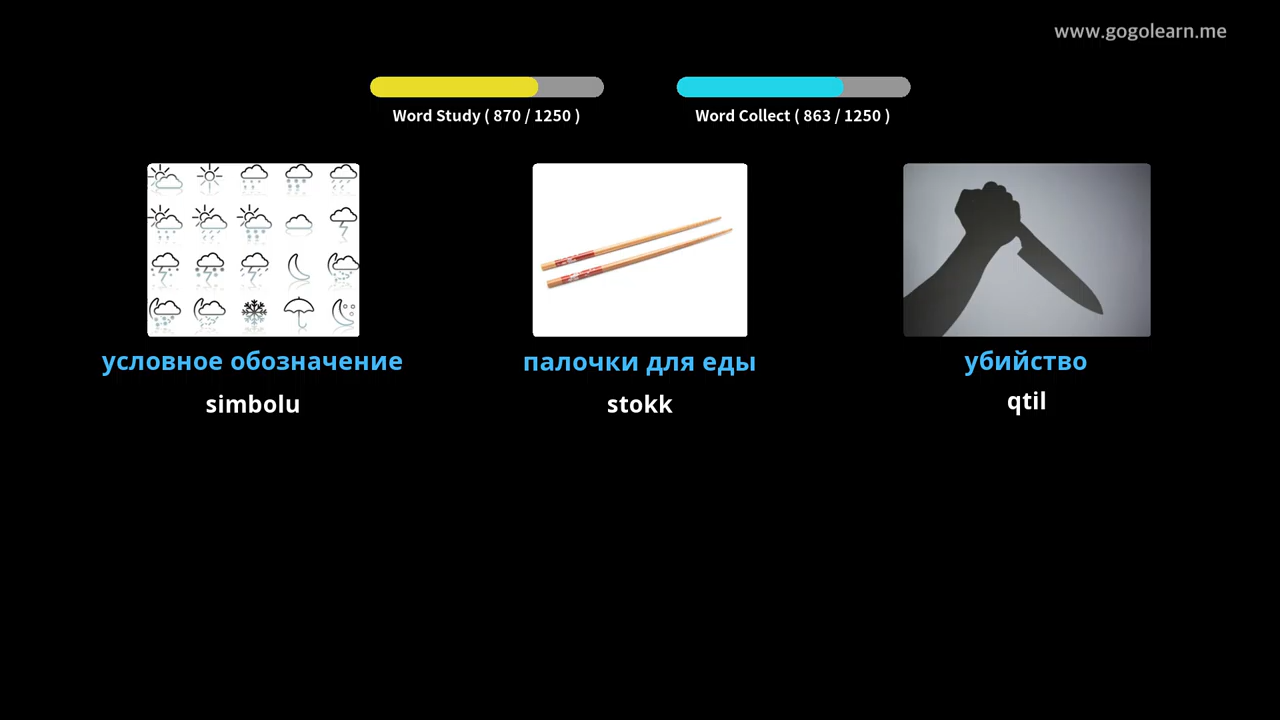 www.gogolearn.me
Word Study ( 870 / 1250 )
Word Collect ( 863 / 1250 )
условное обозначение
палочки для еды
убийство
simbolu
stokk
qtil